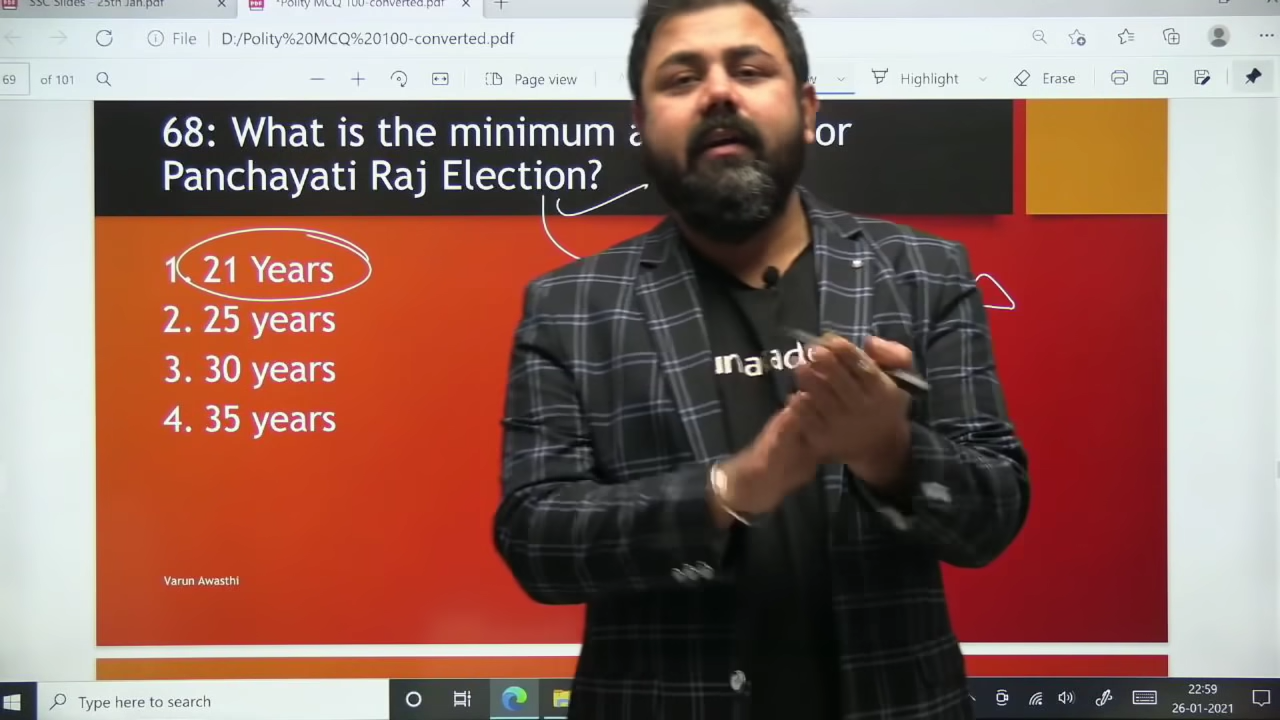 SSC Slides - 25th Jan.pdf
*Polity MCQ 100-converted.pdf
File
D:/Polity%20MCQ%20100-converted.pdf
69 of 101
Page view
Highlight
Erase
68: What is the minimum
Panchayati Raj Election?
1. 21 Years
2. 25 years
3. 30 years
4. 35 years
Varun Awasthi
Type here to search
22:59
26-01-2021